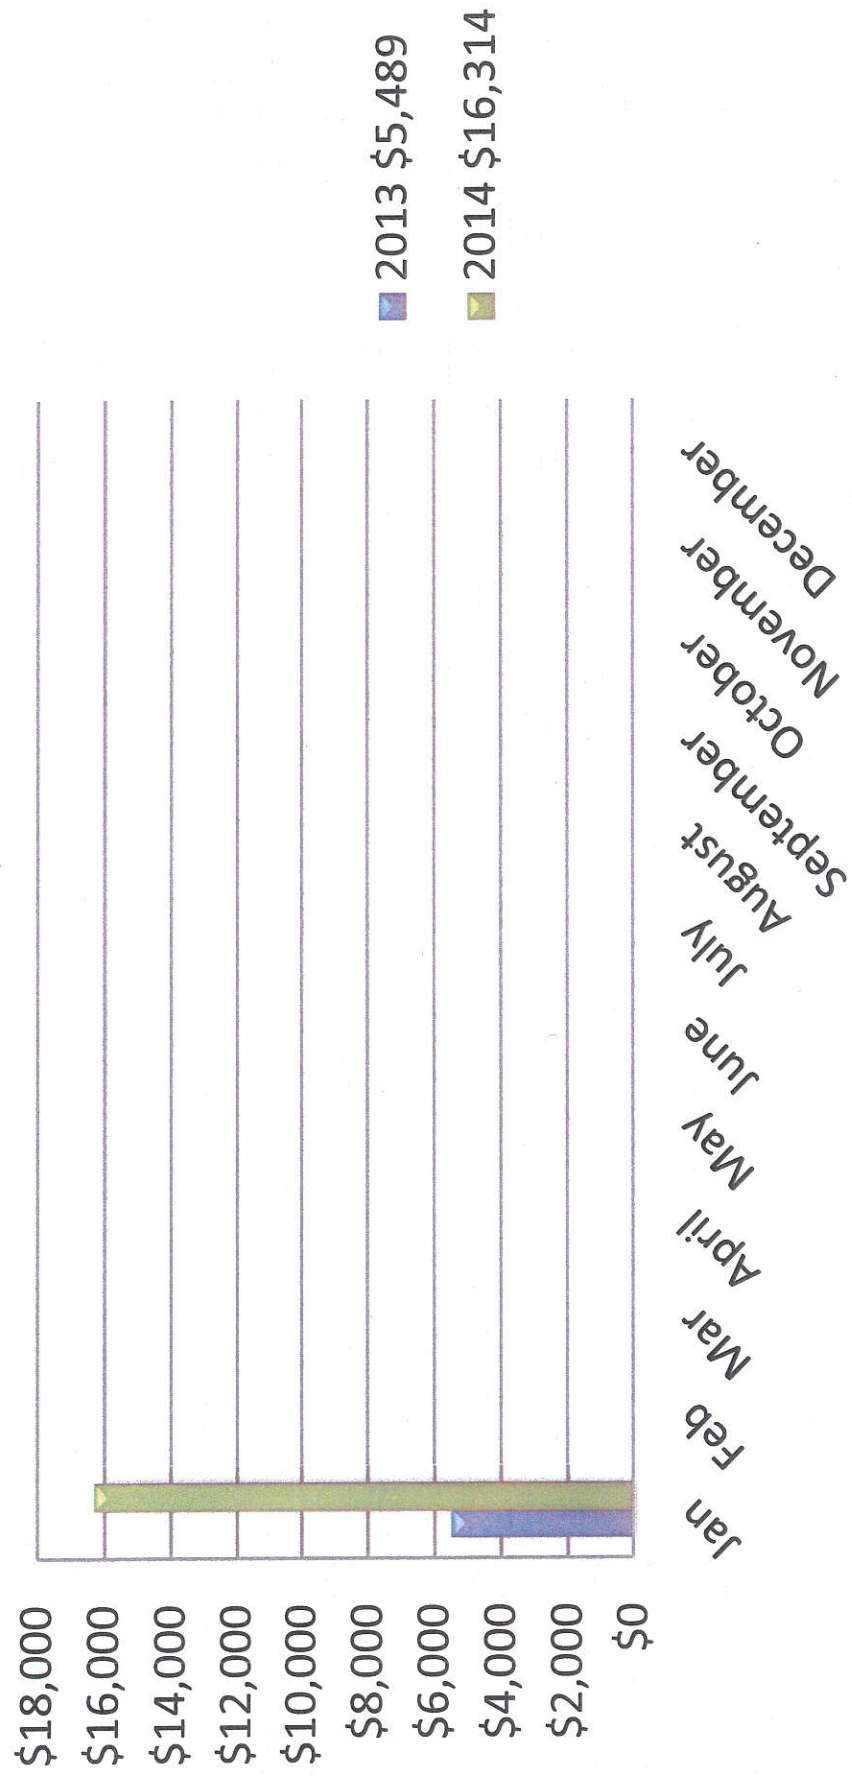 $18,000
$16,000
$14,000
$12,000
$10,000
$8,000
$6,000
$4,000
$2,000
$0
Jan
Feb
Mar
April
May
June
July
August
September
October
November
December
2013 $5,489
2014 $16,314